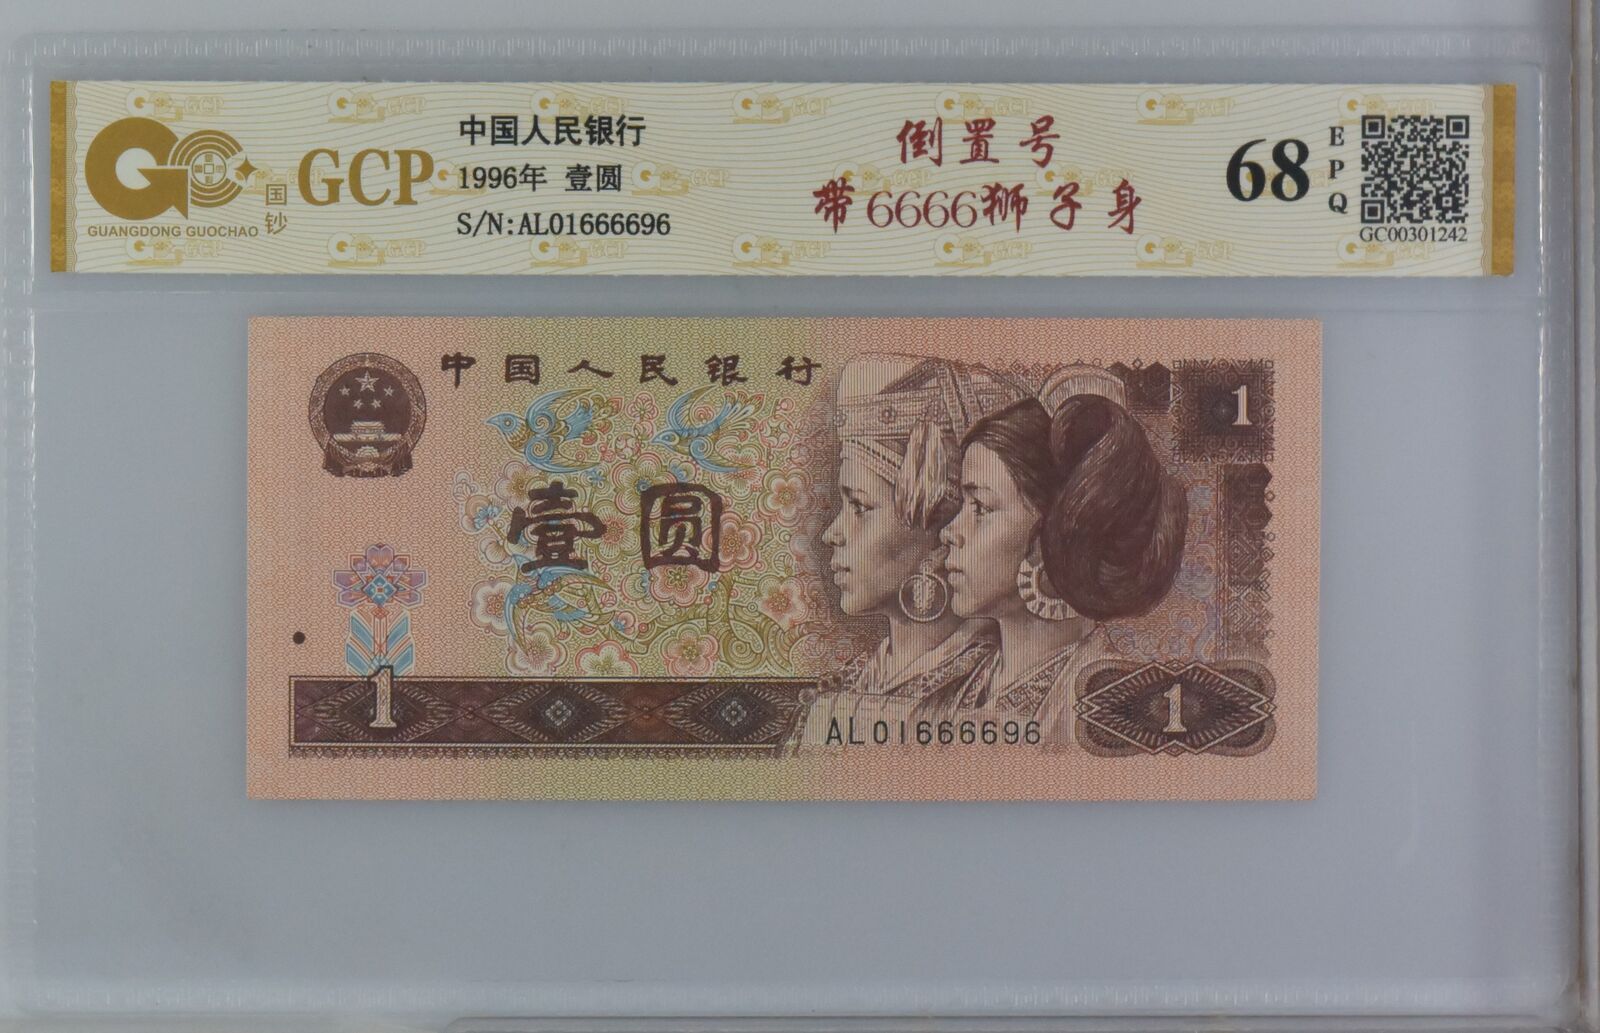 GCP
国
钞
GUANGDONG GUOCHAO
中国人民银行
1996年 壹圆
S/N:AL01666696
倒置号
带6666狮子身
68
EPQ
GC00301242
中国人民银行
1
壹圆
1
AL01666696
1